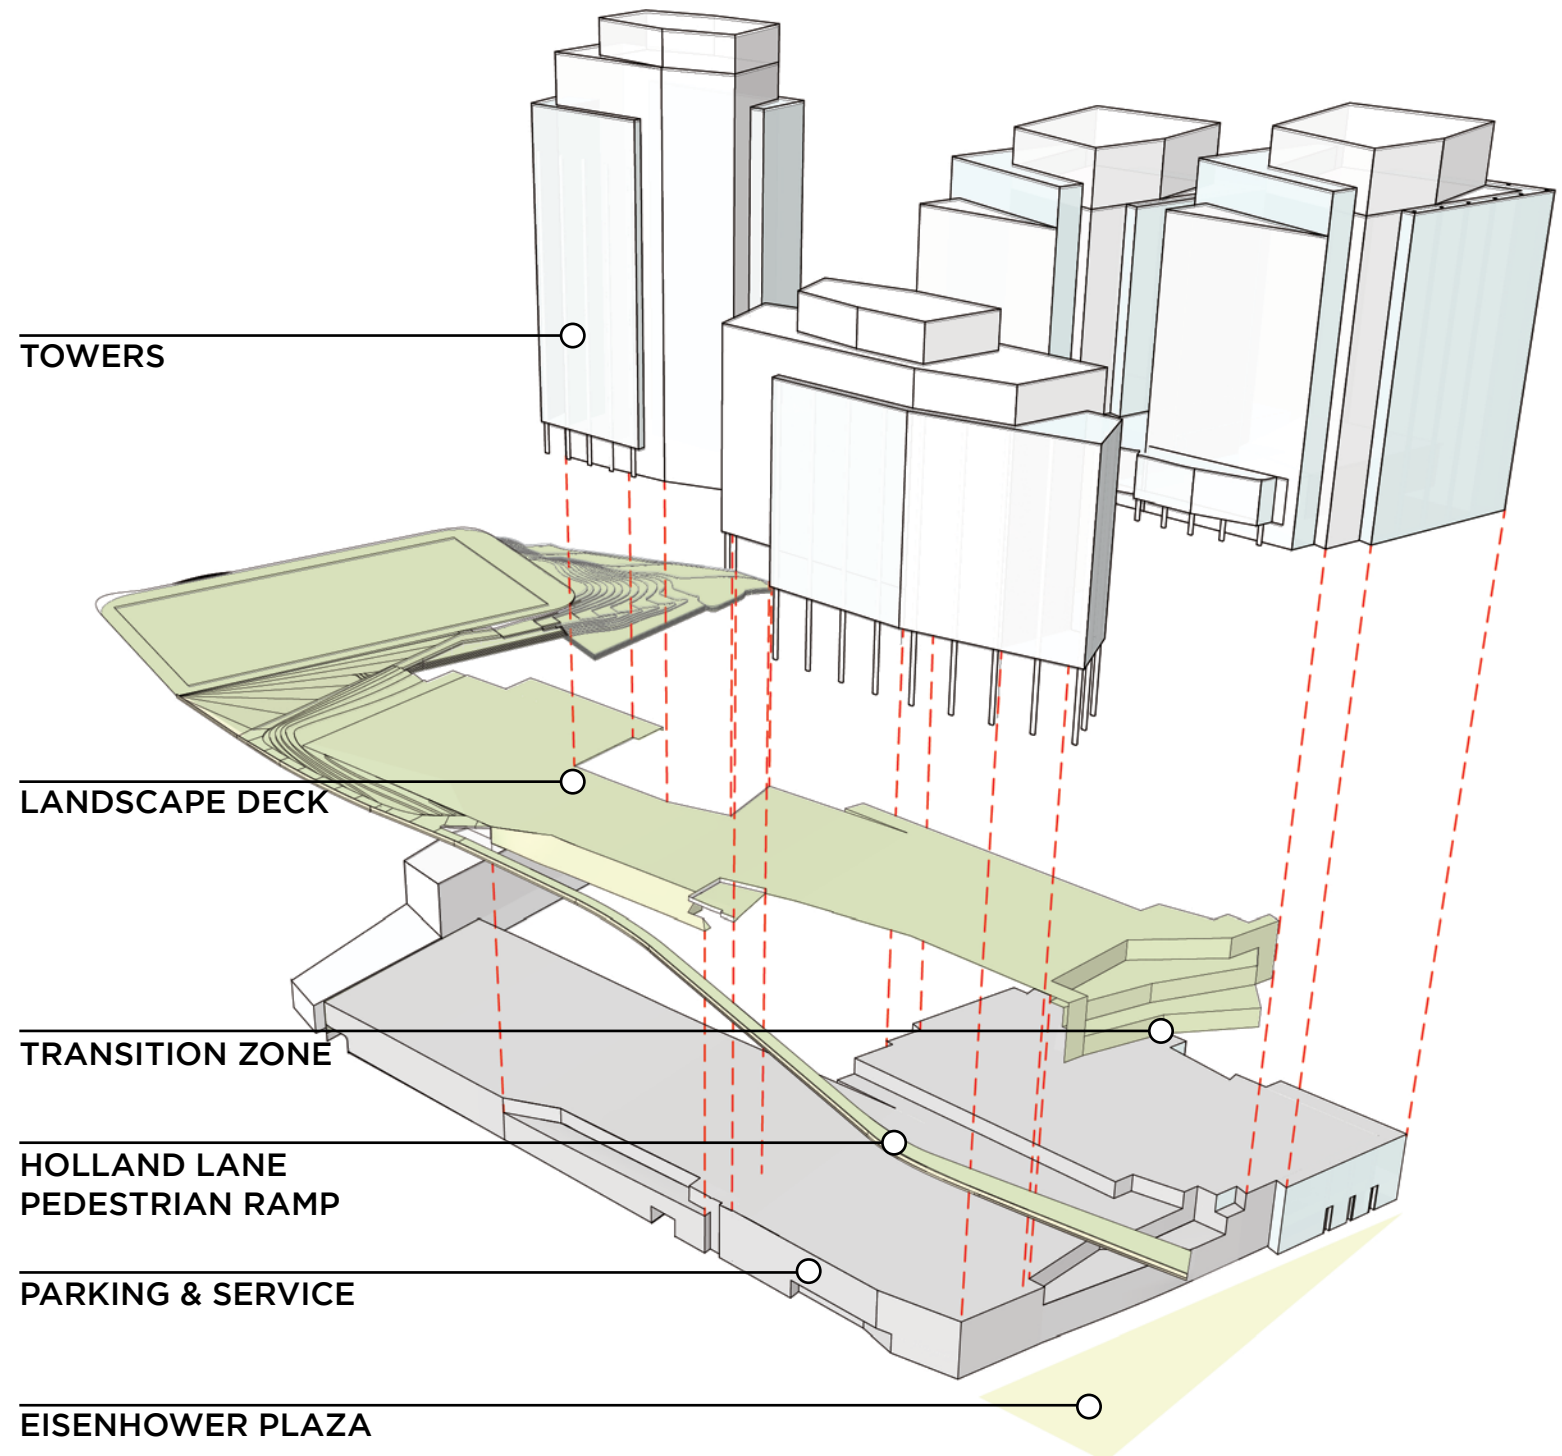 TOWERS
LANDSCAPE DECK
TRANSITION ZONE
HOLLAND LANE
PEDESTRIAN RAMP
PARKING & SERVICE
EISENHOWER PLAZA